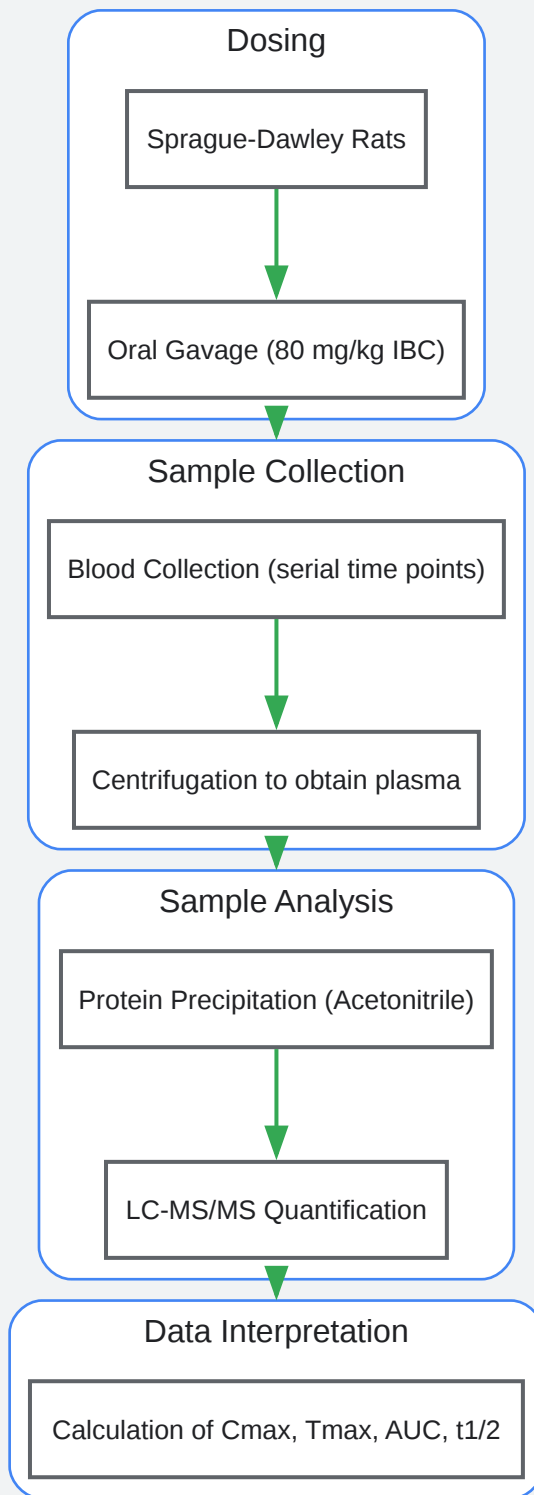 Dosing
Sprague-Dawley Rats
Oral Gavage (80 mg/kg IBC)
Sample Collection
Blood Collection (serial time points)
Centrifugation to obtain plasma
Sample Analysis
Protein Precipitation (Acetonitrile)
LC-MS/MS Quantification
Data Interpretation
Calculation of Cmax, Tmax, AUC, t1/2